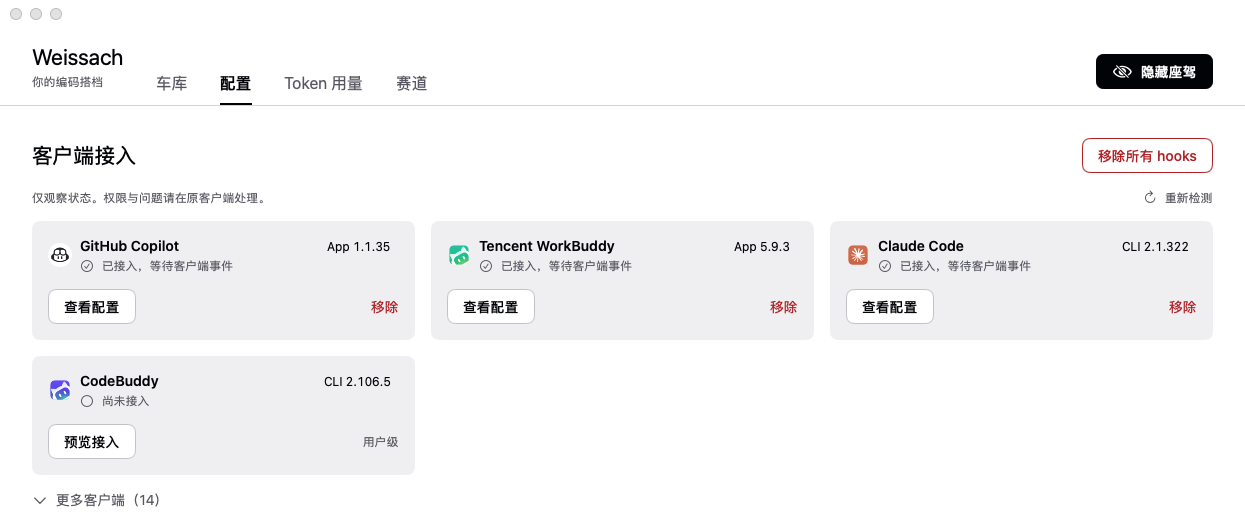 Weissach
你的编码搭档
车库
配置
Token 用量
赛道
隐藏座驾
客户端接入
移除所有 hooks
仅观察状态。权限与问题请在原客户端处理。
重新检测
GitHub Copilot
App 1.1.35
已接入，等待客户端事件
查看配置
移除
Tencent WorkBuddy
App 5.9.3
已接入，等待客户端事件
查看配置
移除
Claude Code
CLI 2.1.322
已接入，等待客户端事件
查看配置
移除
CodeBuddy
CLI 2.106.5
尚未接入
预览接入
用户级
更多客户端（14）